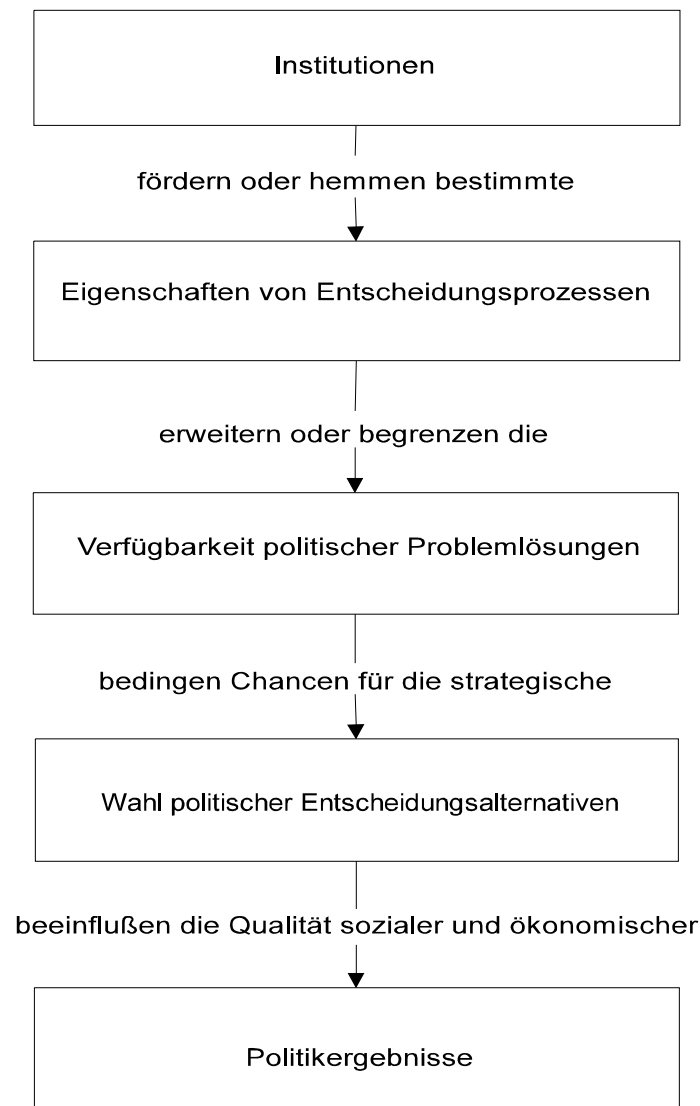 Institutionen
fördern oder hemmen bestimmte
Eigenschaften von Entscheidungsprozessen
erweitern oder begrenzen die
Verfügbarkeit politischer Problemlösungen
bedingen Chancen für die strategische
Wahl politischer Entscheidungsalternativen
beeinflußen die Qualität sozialer und ökonomischer
Politikergebnisse